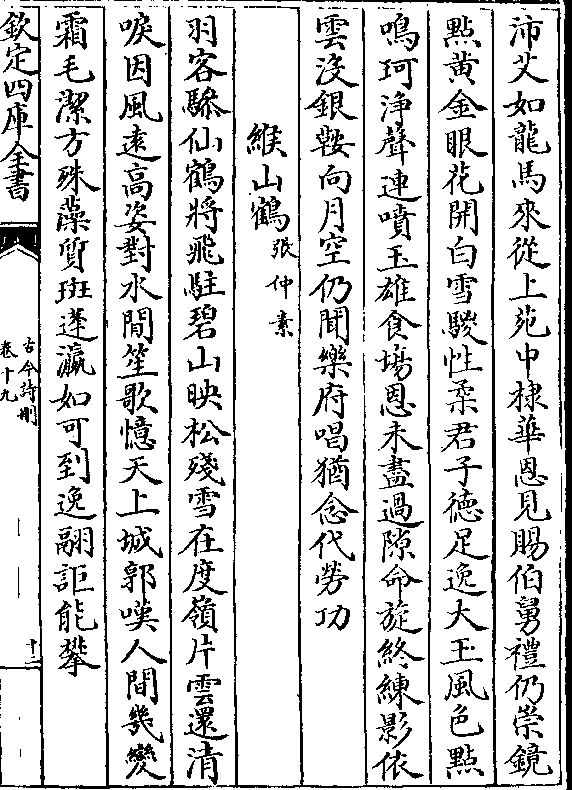 沛艾如龍馬來從上苑中棣華恩見賜伯舅禮仍崇鏡
點黃金眼花開白雪騣性柔君子德足逸大王風色點
鳴珂淨聲連噴玉雄食場恩未盡過隙命旋終練影依
雲沒銀鞍向月空仍聞樂府唱猶念代勞功
緱山鶴張仲素
羽客驂仙鶴將飛駐碧山映松殘雪在度嶺片雲還清
唳因風遠高姿對水閒笙歌憶天上城郭嘆人間幾變
霜毛潔方殊藻質斑遙瀛如可到逸翮詎能攀
欽定四庫全書
古今詩刪
卷十九
十三